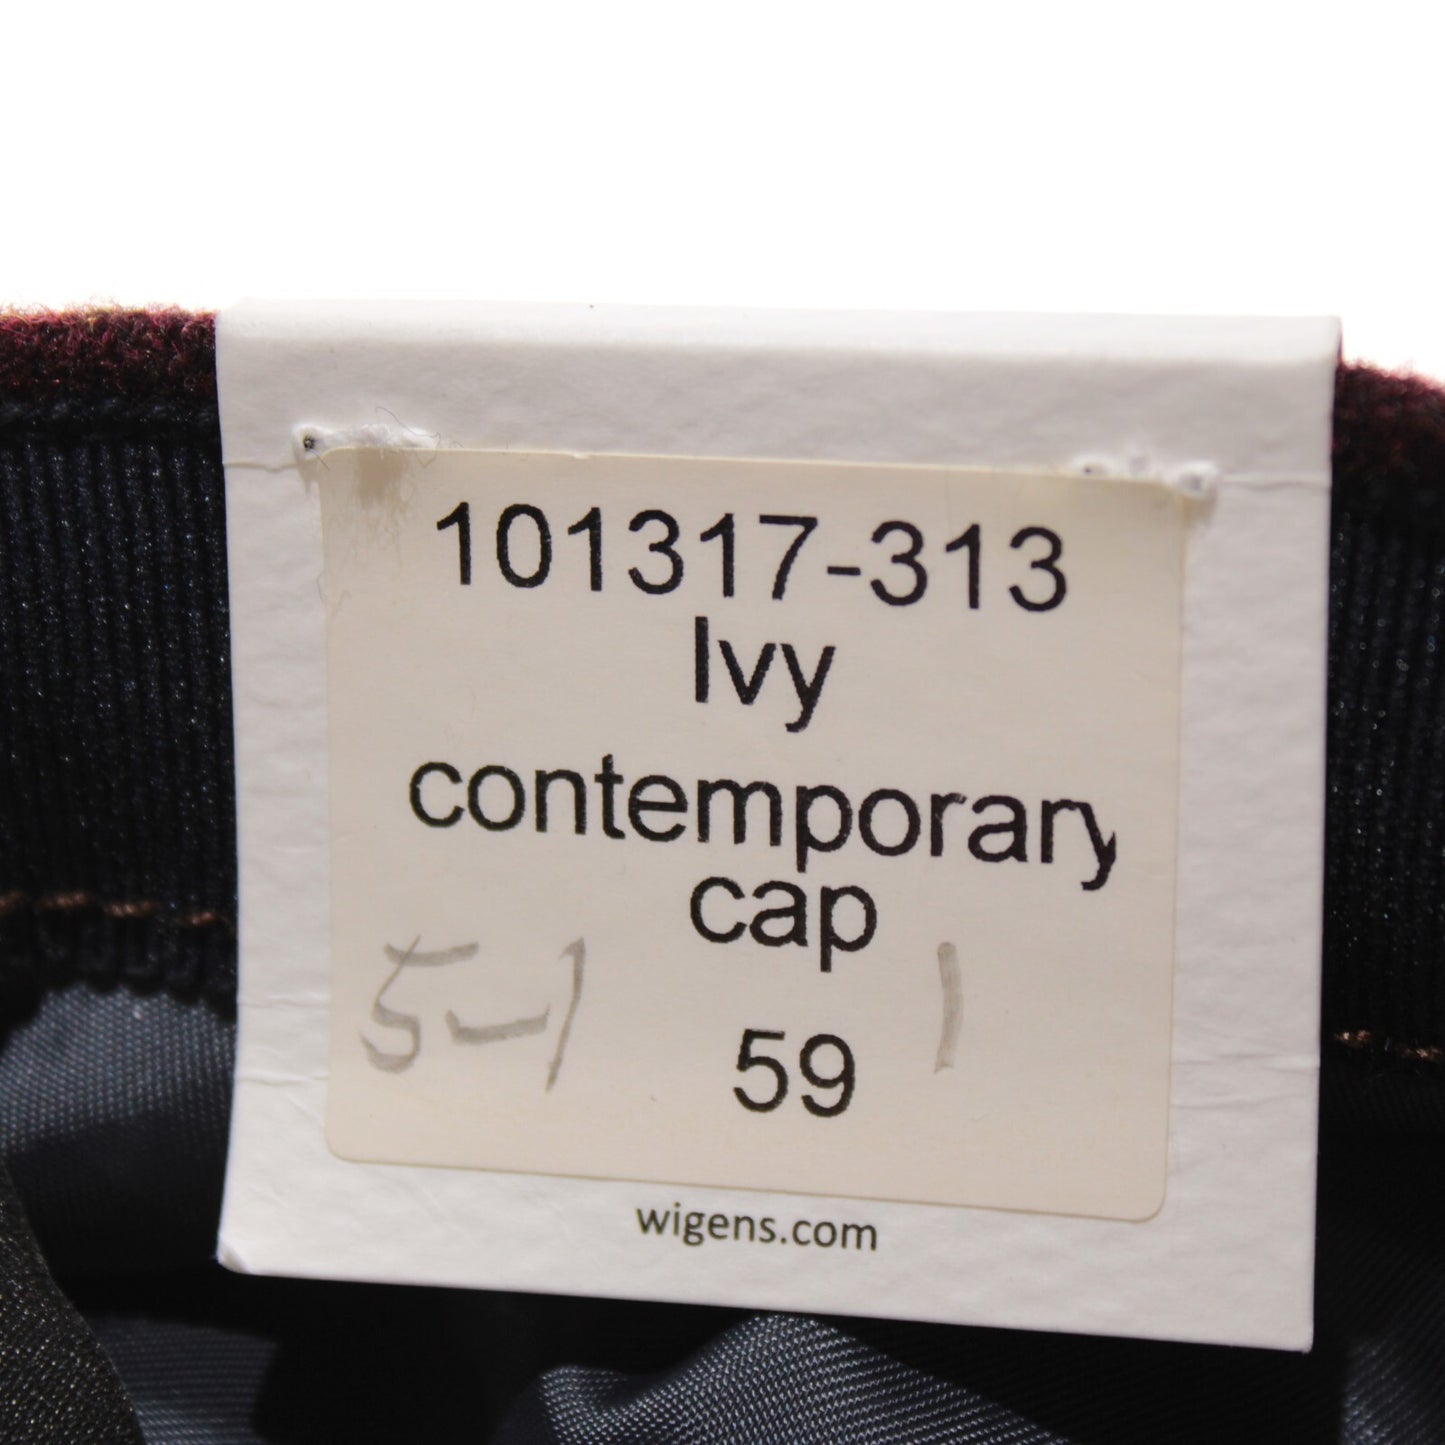 101317-313
Ivy
contemporary
cap
5-1 1
59
wigens.com